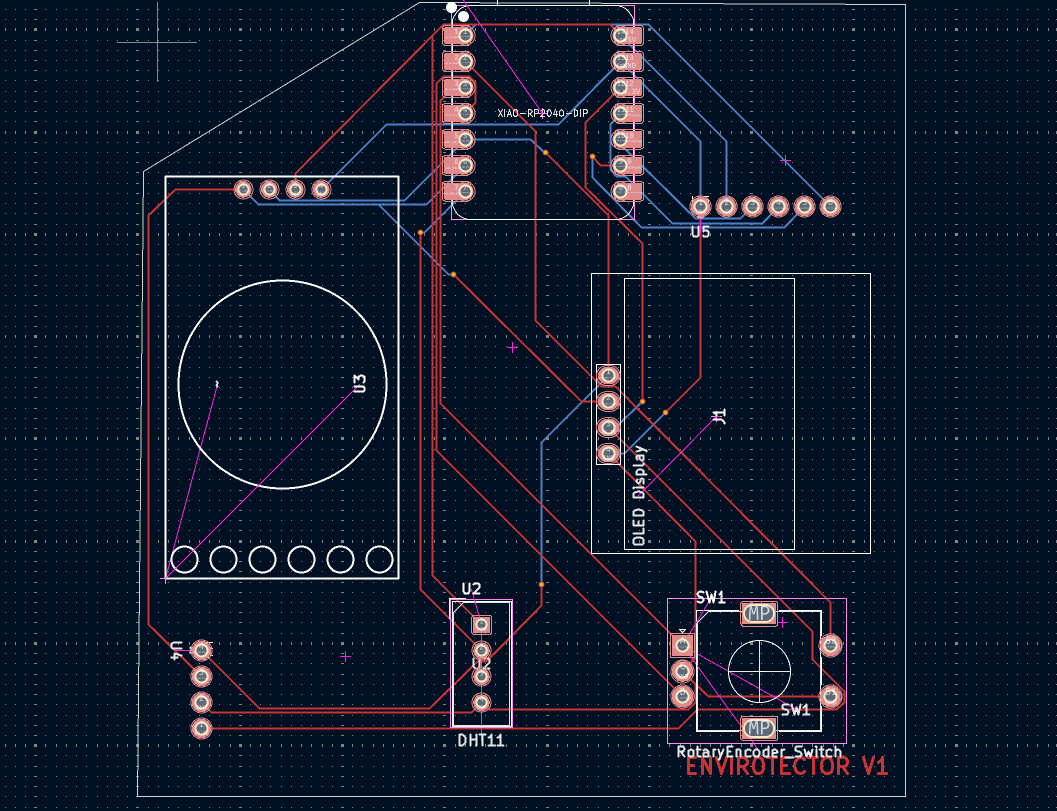 XIAO-RP2040-DIP
U5
U3
J1
OLED Display
U2
SW1
MP
U4
U2
SW1
MP
DHT11
RotaryEncoder_Switch
ENVIROTECTOR V1